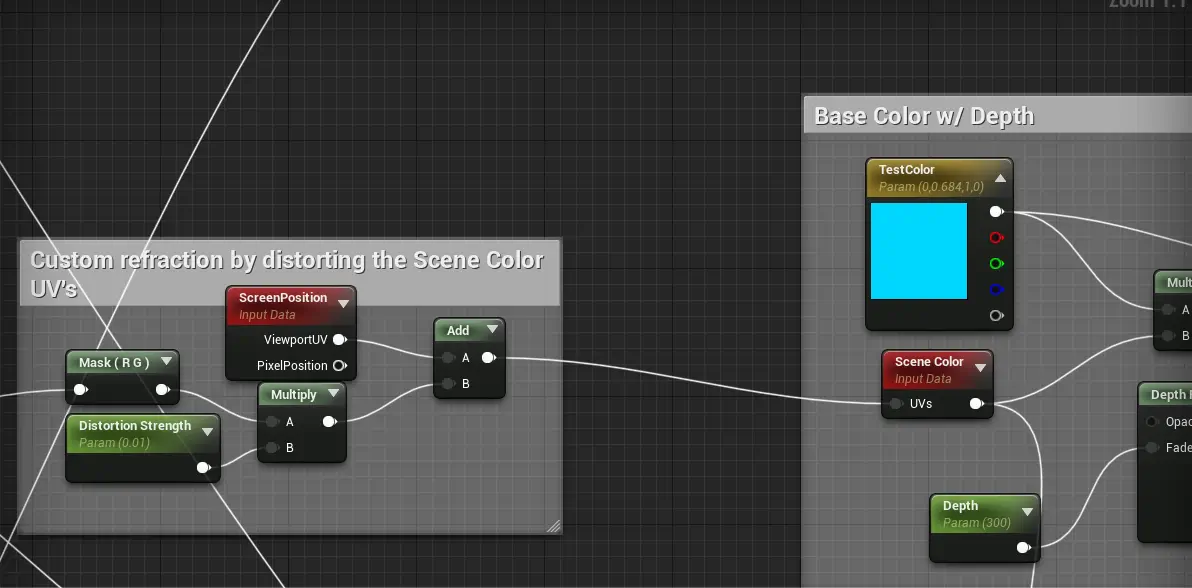 Zoom 1:1
Base Color w/ Depth
TestColor
Param (0,0.684,1,0)
Custom refraction by distorting the Scene Color
UV's
ScreenPosition
Input Data
ViewportUV
PixelPosition
Add
A
B
Mask ( R G )
Multiply
A
B
Distortion Strength
Param (0.01)
Scene Color
Input Data
UVs
Mult
A
B
Depth
Opac
Fade
Depth
Param (300)